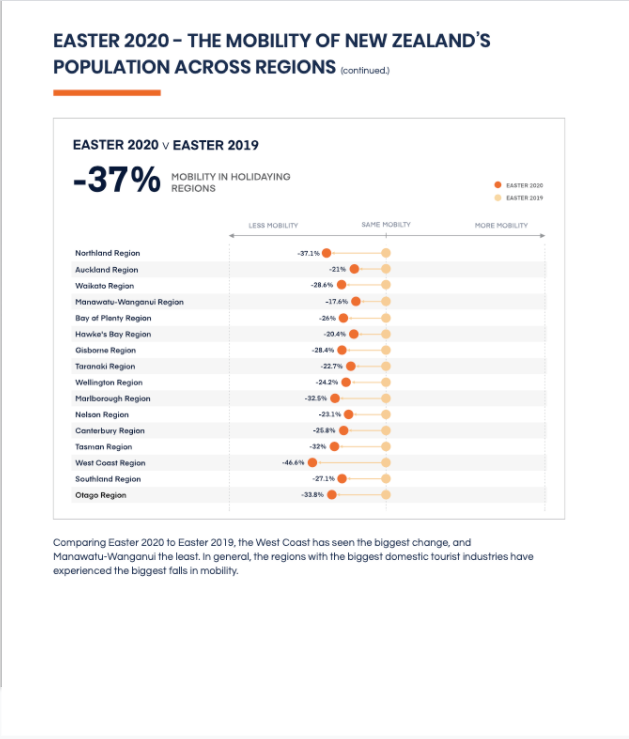 EASTER 2020 – THE MOBILITY OF NEW ZEALAND'S
POPULATION ACROSS REGIONS (continued.)
EASTER 2020 v EASTER 2019
-37% MOBILITY IN HOLIDAYING
REGIONS
EASTER 2020
EASTER 2019
LESS MOBILITY SAME MOBILTY MORE MOBILITY
Northland Region -37.1%
Auckland Region -21%
Waikato Region -28.6%
Manawatu-Wanganui Region -17.6%
Bay of Plenty Region -26%
Hawke's Bay Region -20.4%
Gisborne Region -28.4%
Taranaki Region -22.7%
Wellington Region -24.2%
Marlborough Region -32.5%
Nelson Region -23.1%
Canterbury Region -25.8%
Tasman Region -32%
West Coast Region -46.6%
Southland Region -27.1%
Otago Region -33.8%
Comparing Easter 2020 to Easter 2019, the West Coast has seen the biggest change, and
Manawatu-Wanganui the least. In general, the regions with the biggest domestic tourist industries have
experienced the biggest falls in mobility.